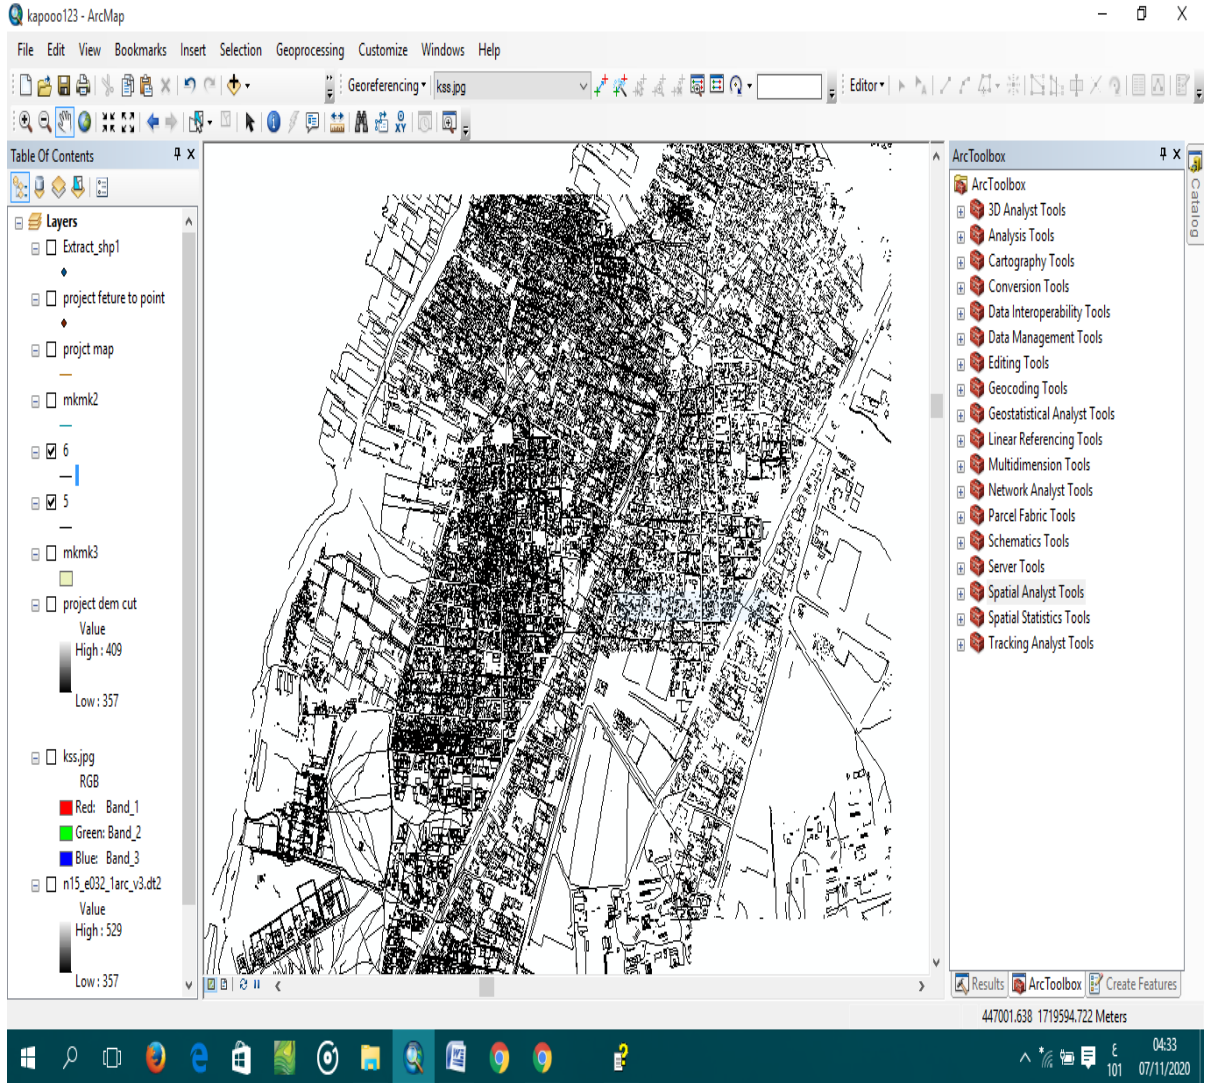 kapooo123 - ArcMap
File Edit View Bookmarks Insert Selection Geoprocessing Customize Windows Help
Georeferencing kss.jpg Editor
XY
Table Of Contents
Layers
Extract_shp1
project feture to point
projct map
mkmk2
6
5
mkmk3
project dem cut
Value
High : 409
Low : 357
kss.jpg
RGB
Red: Band_1
Green: Band_2
Blue: Band_3
n15_e032_1arc_v3.dt2
Value
High : 529
Low : 357
ArcToolbox
ArcToolbox
3D Analyst Tools
Analysis Tools
Cartography Tools
Conversion Tools
Data Interoperability Tools
Data Management Tools
Editing Tools
Geocoding Tools
Geostatistical Analyst Tools
Linear Referencing Tools
Multidimension Tools
Network Analyst Tools
Parcel Fabric Tools
Schematics Tools
Server Tools
Spatial Analyst Tools
Spatial Statistics Tools
Tracking Analyst Tools
Catalog
Results ArcToolbox Create Features
447001.638 1719594.722 Meters
ع
101
04:33
07/11/2020